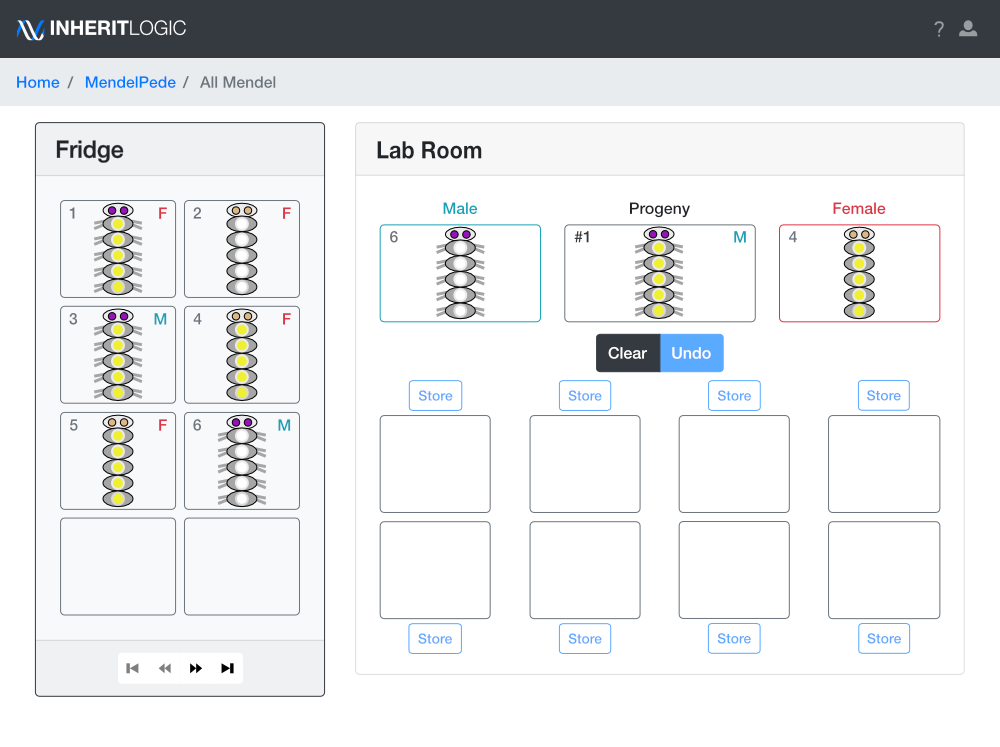 INHERITLOGIC
?
Home / MendelPede / All Mendel
Fridge
1 F
2 F
3 M
4 F
5 F
6 M
Lab Room
Male Progeny Female
6
#1 M
4
Clear Undo
Store Store Store Store
Store Store Store Store